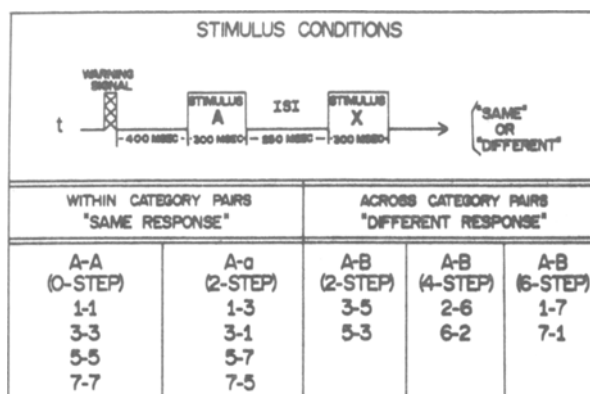 STIMULUS CONDITIONS
WARNING
SIGNAL
STIMULUS
A
ISI
STIMULUS
X
t
400 MSEC
300 MSEC
250 MSEC
300 MSEC
"SAME"
OR
"DIFFERENT"
WITHIN CATEGORY PAIRS
"SAME RESPONSE"
ACROSS CATEGORY PAIRS
"DIFFERENT RESPONSE"
A-A A-a A-B A-B A-B
(0-STEP) (2-STEP) (2-STEP) (4-STEP) (6-STEP)
1-1 1-3 3-5 2-6 1-7
3-3 3-1 5-3 6-2 7-1
5-5 5-7
7-7 7-5